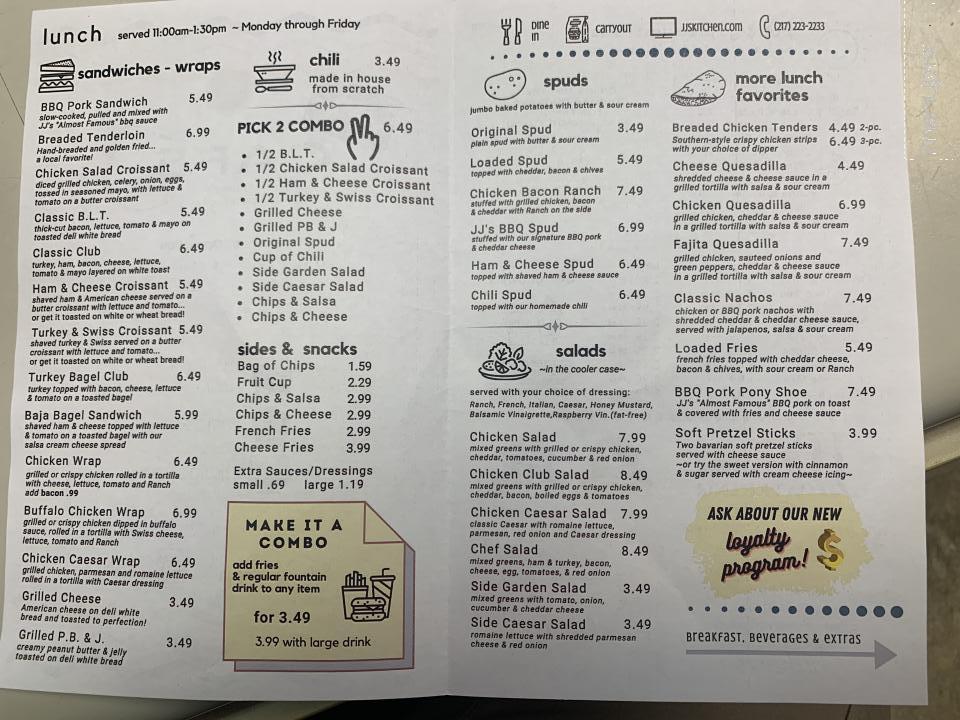 lunch served 11:00am-1:30pm ~ Monday through Friday
sandwiches - wraps
BBQ Pork Sandwich 5.49
slow-cooked, pulled and mixed with
JJ's "Almost Famous" bbq sauce
Breaded Tenderloin 6.99
Hand-breaded and golden fried...
a local favorite!
Chicken Salad Croissant 5.49
diced grilled chicken, celery, onion, eggs,
tossed in seasoned mayo, with lettuce &
tomato on a butter croissant
Classic B.L.T. 5.49
thick-cut bacon, lettuce, tomato & mayo on
toasted deli white bread
Classic Club 6.49
turkey, ham, bacon, cheese, lettuce,
tomato & mayo layered on white toast
Ham & Cheese Croissant 5.49
shaved ham & American cheese served on a
butter croissant with lettuce and tomato...
or get it toasted on white or wheat bread!
Turkey & Swiss Croissant 5.49
shaved turkey & Swiss served on a butter
croissant with lettuce and tomato...
or get it toasted on white or wheat bread!
Turkey Bagel Club 6.49
turkey topped with bacon, cheese, lettuce
& tomato on a toasted bagel
Baja Bagel Sandwich 5.99
shaved ham & cheese topped with lettuce
& tomato on a toasted bagel with our
salsa cream cheese spread
Chicken Wrap 6.49
grilled or crispy chicken rolled in a tortilla
with cheese, lettuce, tomato and Ranch
add bacon .99
Buffalo Chicken Wrap 6.99
grilled or crispy chicken dipped in buffalo
sauce, rolled in a tortilla with Swiss cheese,
lettuce, tomato and Ranch
Chicken Caesar Wrap 6.49
grilled chicken, parmesan and romaine lettuce
rolled in a tortilla with Caesar dressing
Grilled Cheese 3.49
American cheese on deli white
bread and toasted to perfection!
Grilled P.B. & J. 3.49
creamy peanut butter & jelly
toasted on deli white bread
chili 3.49
made in house
from scratch
PICK 2 COMBO 6.49
• 1/2 B.L.T.
• 1/2 Chicken Salad Croissant
• 1/2 Ham & Cheese Croissant
• 1/2 Turkey & Swiss Croissant
• Grilled Cheese
• Grilled PB & J
• Original Spud
• Cup of Chili
• Side Garden Salad
• Side Caesar Salad
• Chips & Salsa
• Chips & Cheese
sides & snacks
Bag of Chips 1.59
Fruit Cup 2.29
Chips & Salsa 2.99
Chips & Cheese 2.99
French Fries 2.99
Cheese Fries 3.99
Extra Sauces/Dressings
small .69 large 1.19
MAKE IT A
COMBO
add fries
& regular fountain
drink to any item
for 3.49
3.99 with large drink
Dine
in
carryout
JJSKITCHEN.com
(217) 223-2233
spuds
jumbo baked potatoes with butter & sour cream
Original Spud 3.49
plain spud with butter & sour cream
Loaded Spud 5.49
topped with cheddar, bacon & chives
Chicken Bacon Ranch 7.49
stuffed with grilled chicken, bacon
& cheddar with Ranch on the side
JJ's BBQ Spud 6.99
stuffed with our signature BBQ pork
& cheddar cheese
Ham & Cheese Spud 6.49
topped with shaved ham & cheese sauce
Chili Spud 6.49
topped with our homemade chili
salads
~in the cooler case~
served with your choice of dressing:
Ranch, French, Italian, Caesar, Honey Mustard,
Balsamic Vinaigrette,Raspberry Vin.(fat-free)
Chicken Salad 7.99
mixed greens with grilled or crispy chicken,
cheddar, tomatoes, cucumber & red onion
Chicken Club Salad 8.49
mixed greens with grilled or crispy chicken,
cheddar, bacon, boiled eggs & tomatoes
Chicken Caesar Salad 7.99
classic Caesar with romaine lettuce,
parmesan, red onion and Caesar dressing
Chef Salad 8.49
mixed greens, ham & turkey, bacon,
cheese, egg, tomatoes, & red onion
Side Garden Salad 3.49
mixed greens with tomato, onion,
cucumber & cheddar cheese
Side Caesar Salad 3.49
romaine lettuce with shredded parmesan
cheese & red onion
more lunch
favorites
Breaded Chicken Tenders 4.49 2-pc.
Southern-style crispy chicken strips 6.49 3-pc.
with your choice of dipper
Cheese Quesadilla 4.49
shredded cheese & cheese sauce in a
grilled tortilla with salsa & sour cream
Chicken Quesadilla 6.99
grilled chicken, cheddar & cheese sauce
in a grilled tortilla with salsa & sour cream
Fajita Quesadilla 7.49
grilled chicken, sauteed onions and
green peppers, cheddar & cheese sauce
in a grilled tortilla with salsa & sour cream
Classic Nachos 7.49
chicken or BBQ pork nachos with
shredded cheddar & cheddar cheese sauce,
served with jalapenos, salsa & sour cream
Loaded Fries 5.49
french fries topped with cheddar cheese,
bacon & chives, with sour cream or Ranch
BBQ Pork Pony Shoe 7.49
JJ's "Almost Famous" BBQ pork on toast
& covered with fries and cheese sauce
Soft Pretzel Sticks 3.99
Two bavarian soft pretzel sticks
served with cheese sauce
~or try the sweet version with cinnamon
& sugar served with cream cheese icing~
ASK ABOUT OUR NEW
loyalty
program!
Breakfast, Beverages & extras